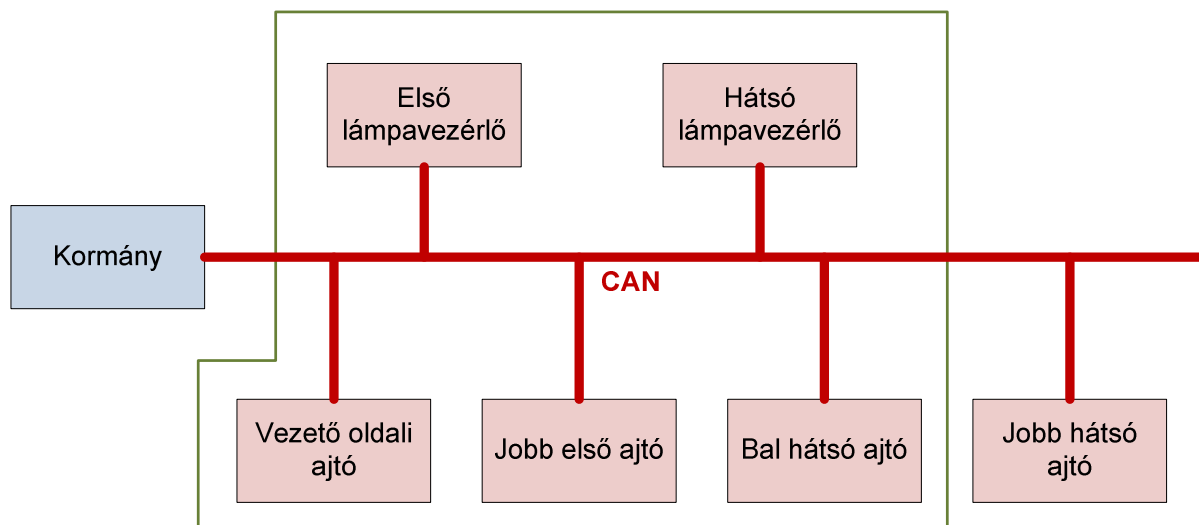 Első
lámpavezérlő
Hátsó
lámpavezérlő
Kormány
CAN
Vezető oldali
ajtó
Jobb első ajtó
Bal hátsó ajtó
Jobb hátsó
ajtó